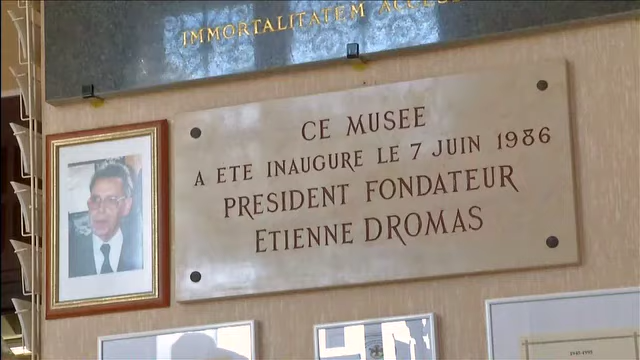 IMMORTALITATEM
CE MUSEE
A ETE INAUGURE LE 7 JUIN 1986
PRESIDENT FONDATEUR
ETIENNE DROMAS